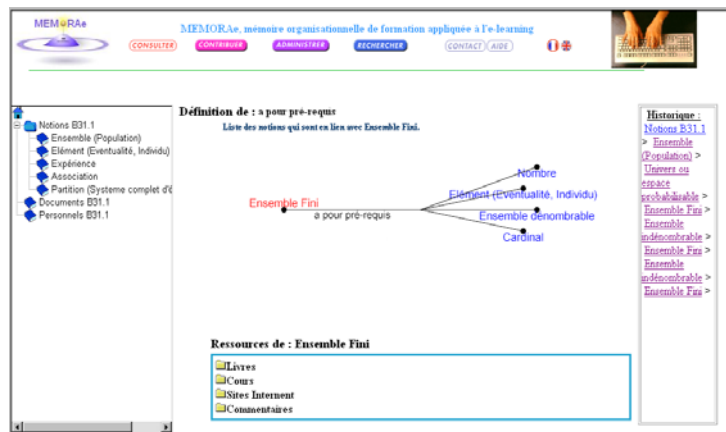 MEMORAe
MEMORAe, mémoire organisationnelle de formation appliquée à l'e-learning
CONSULTER CONTRIBUER ADMINISTRER RECHERCHER CONTACT AIDE
Notions B31.1
Ensemble (Population)
Elément (Eventualité, Individu)
Expérience
Association
Partition (Systeme complet d'é
Documents B31.1
Personnels B31.1
Définition de : a pour pré-requis
Liste des notions qui sont en lien avec Ensemble Fini.
Ensemble Fini
a pour pré-requis
Nombre
Elément (Eventualité, Individu)
Ensemble dénombrable
Cardinal
Ressources de : Ensemble Fini
Livres
Cours
Sites Internent
Commentaires
Historique :
Notions B31.1
> Ensemble
(Population) >
Univers ou
espace
probabilisable >
Ensemble Fini >
Ensemble
indénombrable >
Ensemble Fini >
Ensemble
indénombrable >
Ensemble Fini >